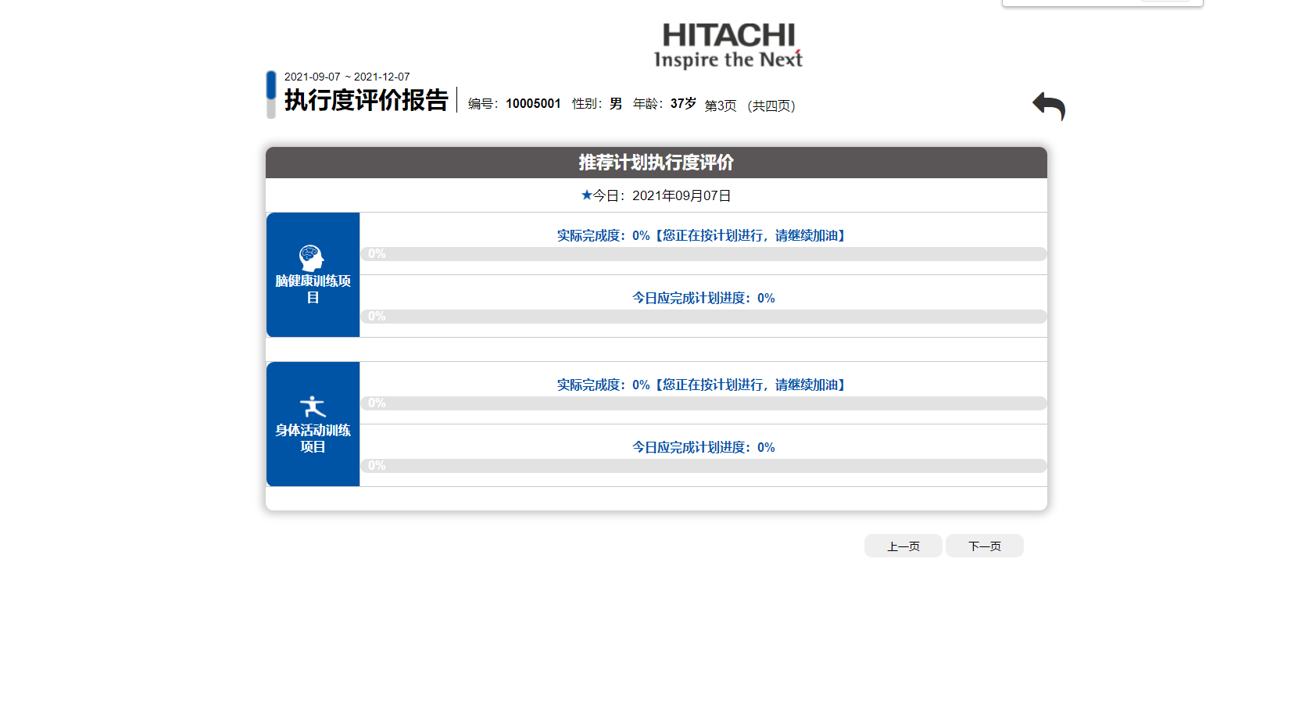 HITACHI
Inspire the Next
2021-09-07 ~ 2021-12-07
执行度评价报告 编号：10005001 性别：男 年龄：37岁 第3页 （共四页）
推荐计划执行度评价
★今日：2021年09月07日
脑健康训练项
目
实际完成度：0%【您正在按计划进行，请继续加油】
0%
今日应完成计划进度：0%
0%
身体活动训练
项目
实际完成度：0%【您正在按计划进行，请继续加油】
0%
今日应完成计划进度：0%
0%
上一页 下一页